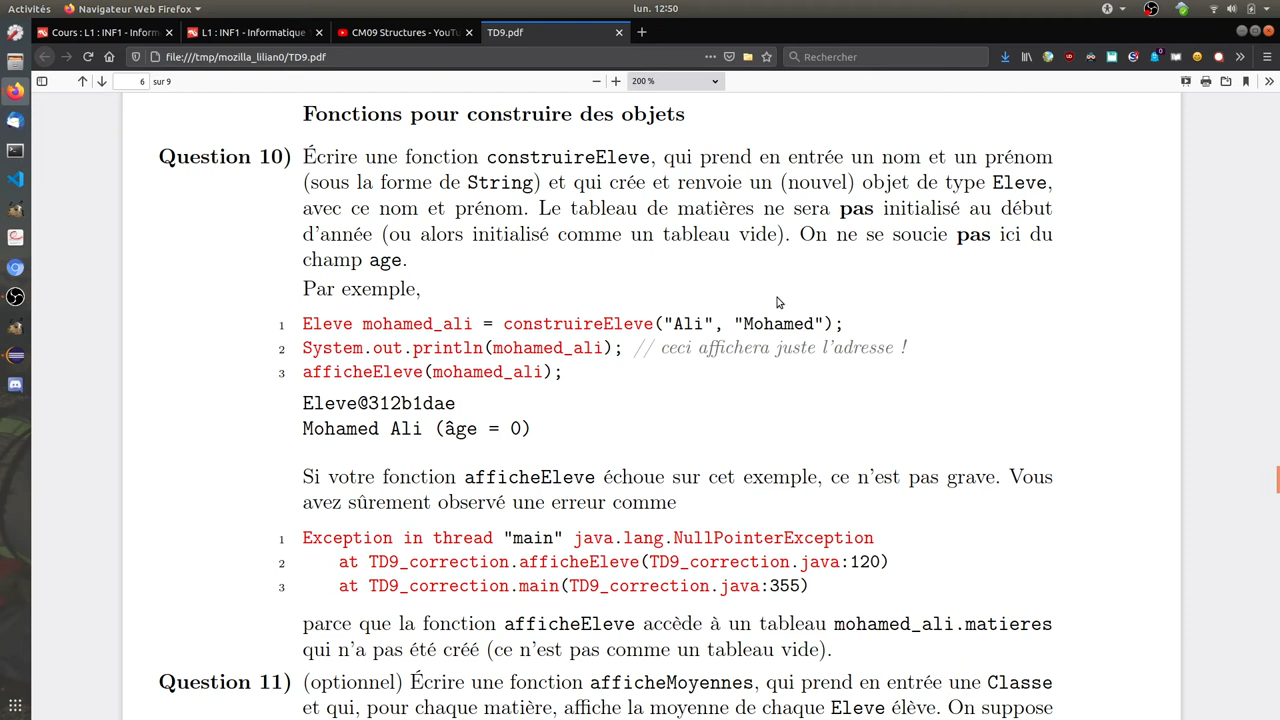 Activités
Navigateur Web Firefox
lun. 12:50
Cours : L1 : INF1 - Inform
L1 : INF1 - Informatique
CM09 Structures - YouTu
TD9.pdf
file:///tmp/mozilla_lilian0/TD9.pdf
Rechercher
6 sur 9
200 %
Fonctions pour construire des objets
Question 10) Écrire une fonction construireEleve, qui prend en entrée un nom et un prénom
(sous la forme de String) et qui crée et renvoie un (nouvel) objet de type Eleve,
avec ce nom et prénom. Le tableau de matières ne sera pas initialisé au début
d'année (ou alors initialisé comme un tableau vide). On ne se soucie pas ici du
champ age.
Par exemple,
1 Eleve mohamed_ali = construireEleve("Ali", "Mohamed");
2 System.out.println(mohamed_ali); // ceci affichera juste l'adresse !
3 afficheEleve(mohamed_ali);
Eleve@312b1dae
Mohamed Ali (âge = 0)
Si votre fonction afficheEleve échoue sur cet exemple, ce n'est pas grave. Vous
avez sûrement observé une erreur comme
1 Exception in thread "main" java.lang.NullPointerException
2 at TD9_correction.afficheEleve(TD9_correction.java:120)
3 at TD9_correction.main(TD9_correction.java:355)
parce que la fonction afficheEleve accède à un tableau mohamed_ali.matieres
qui n'a pas été créé (ce n'est pas comme un tableau vide).
Question 11) (optionnel) Écrire une fonction afficheMoyennes, qui prend en entrée une Classe
et qui, pour chaque matière, affiche la moyenne de chaque Eleve élève. On suppose